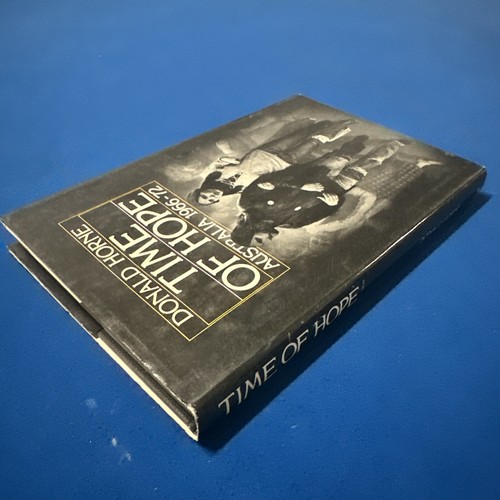 DONALD HORNE
TIME
OF HOPE
AUSTRALIA 1966-72
TIME OF HOPE